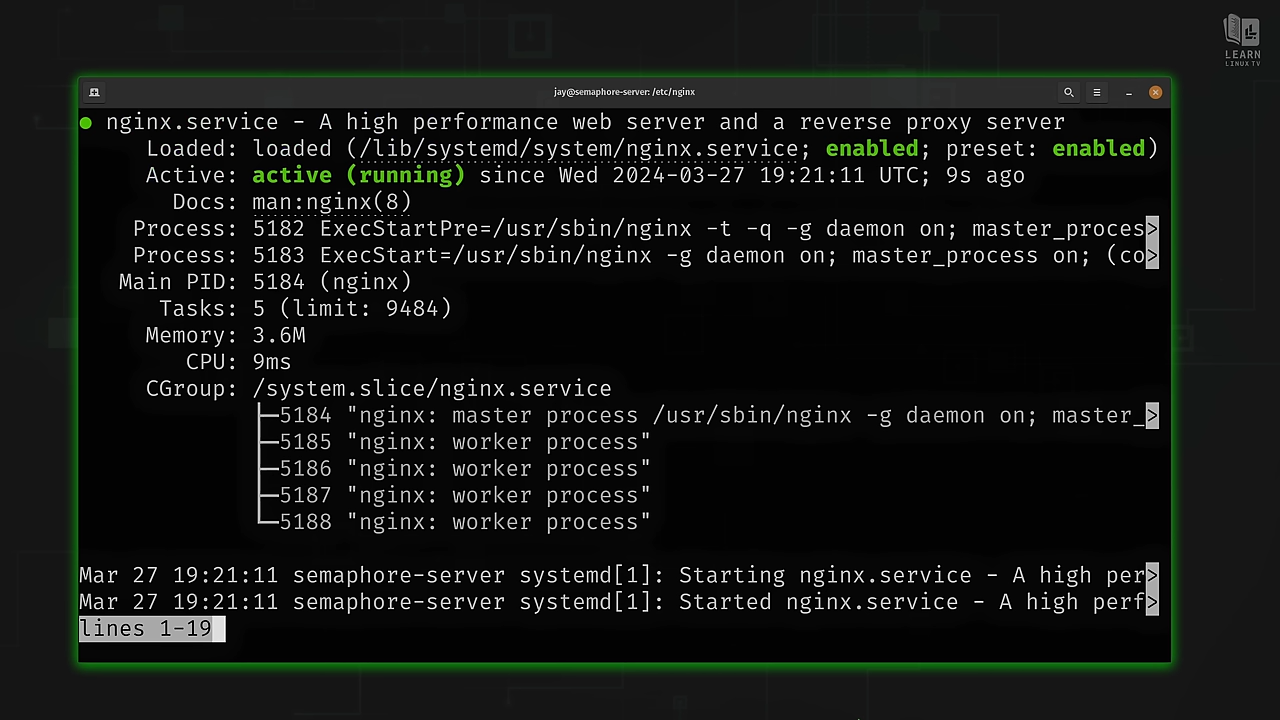 LEARN
LINUX TV
jay@semaphore-server: /etc/nginx
● nginx.service - A high performance web server and a reverse proxy server
Loaded: loaded (/lib/systemd/system/nginx.service; enabled; preset: enabled)
Active: active (running) since Wed 2024-03-27 19:21:11 UTC; 9s ago
Docs: man:nginx(8)
Process: 5182 ExecStartPre=/usr/sbin/nginx -t -q -g daemon on; master_proces>
Process: 5183 ExecStart=/usr/sbin/nginx -g daemon on; master_process on; (co>
Main PID: 5184 (nginx)
Tasks: 5 (limit: 9484)
Memory: 3.6M
CPU: 9ms
CGroup: /system.slice/nginx.service
├─5184 "nginx: master process /usr/sbin/nginx -g daemon on; master_>
├─5185 "nginx: worker process"
├─5186 "nginx: worker process"
├─5187 "nginx: worker process"
└─5188 "nginx: worker process"
Mar 27 19:21:11 semaphore-server systemd[1]: Starting nginx.service - A high per>
Mar 27 19:21:11 semaphore-server systemd[1]: Started nginx.service - A high perf>
lines 1-19